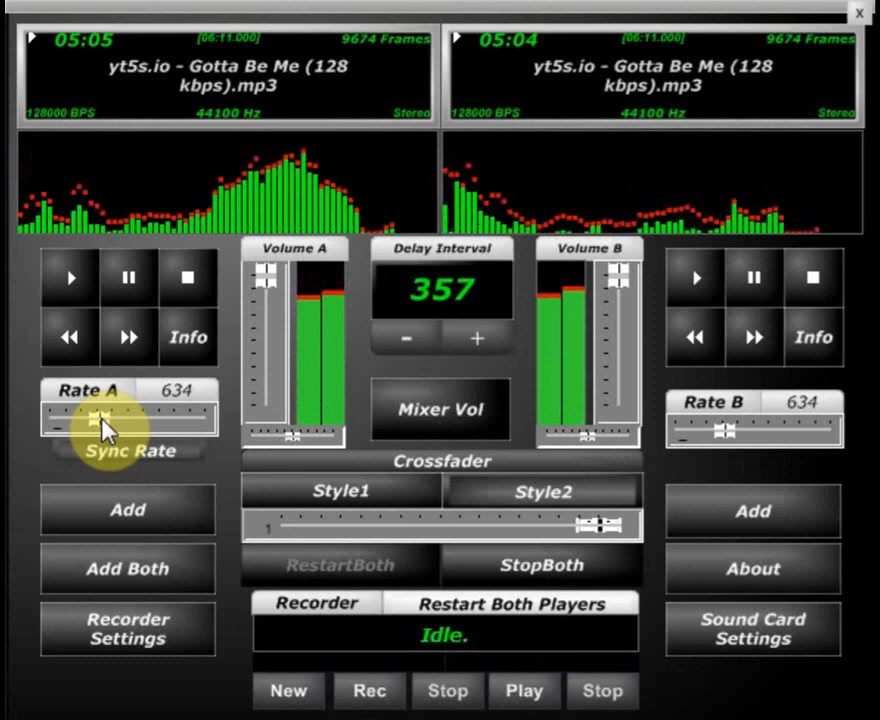 X
05:05 [06:11.000] 9674 Frames
yt5s.io - Gotta Be Me (128
kbps).mp3
128000 BPS 44100 Hz Stereo
05:04 [06:11.000] 9674 Frames
yt5s.io - Gotta Be Me (128
kbps).mp3
128000 BPS 44100 Hz Stereo
Volume A
Delay Interval
Volume B
357
- +
Info
Info
Mixer Vol
Rate A 634
Rate B 634
Sync Rate
Crossfader
Style1
Style2
1
Add
Add Both
Recorder
Settings
RestartBoth
StopBoth
Recorder
Restart Both Players
Idle.
New
Rec
Stop
Play
Stop
Add
About
Sound Card
Settings